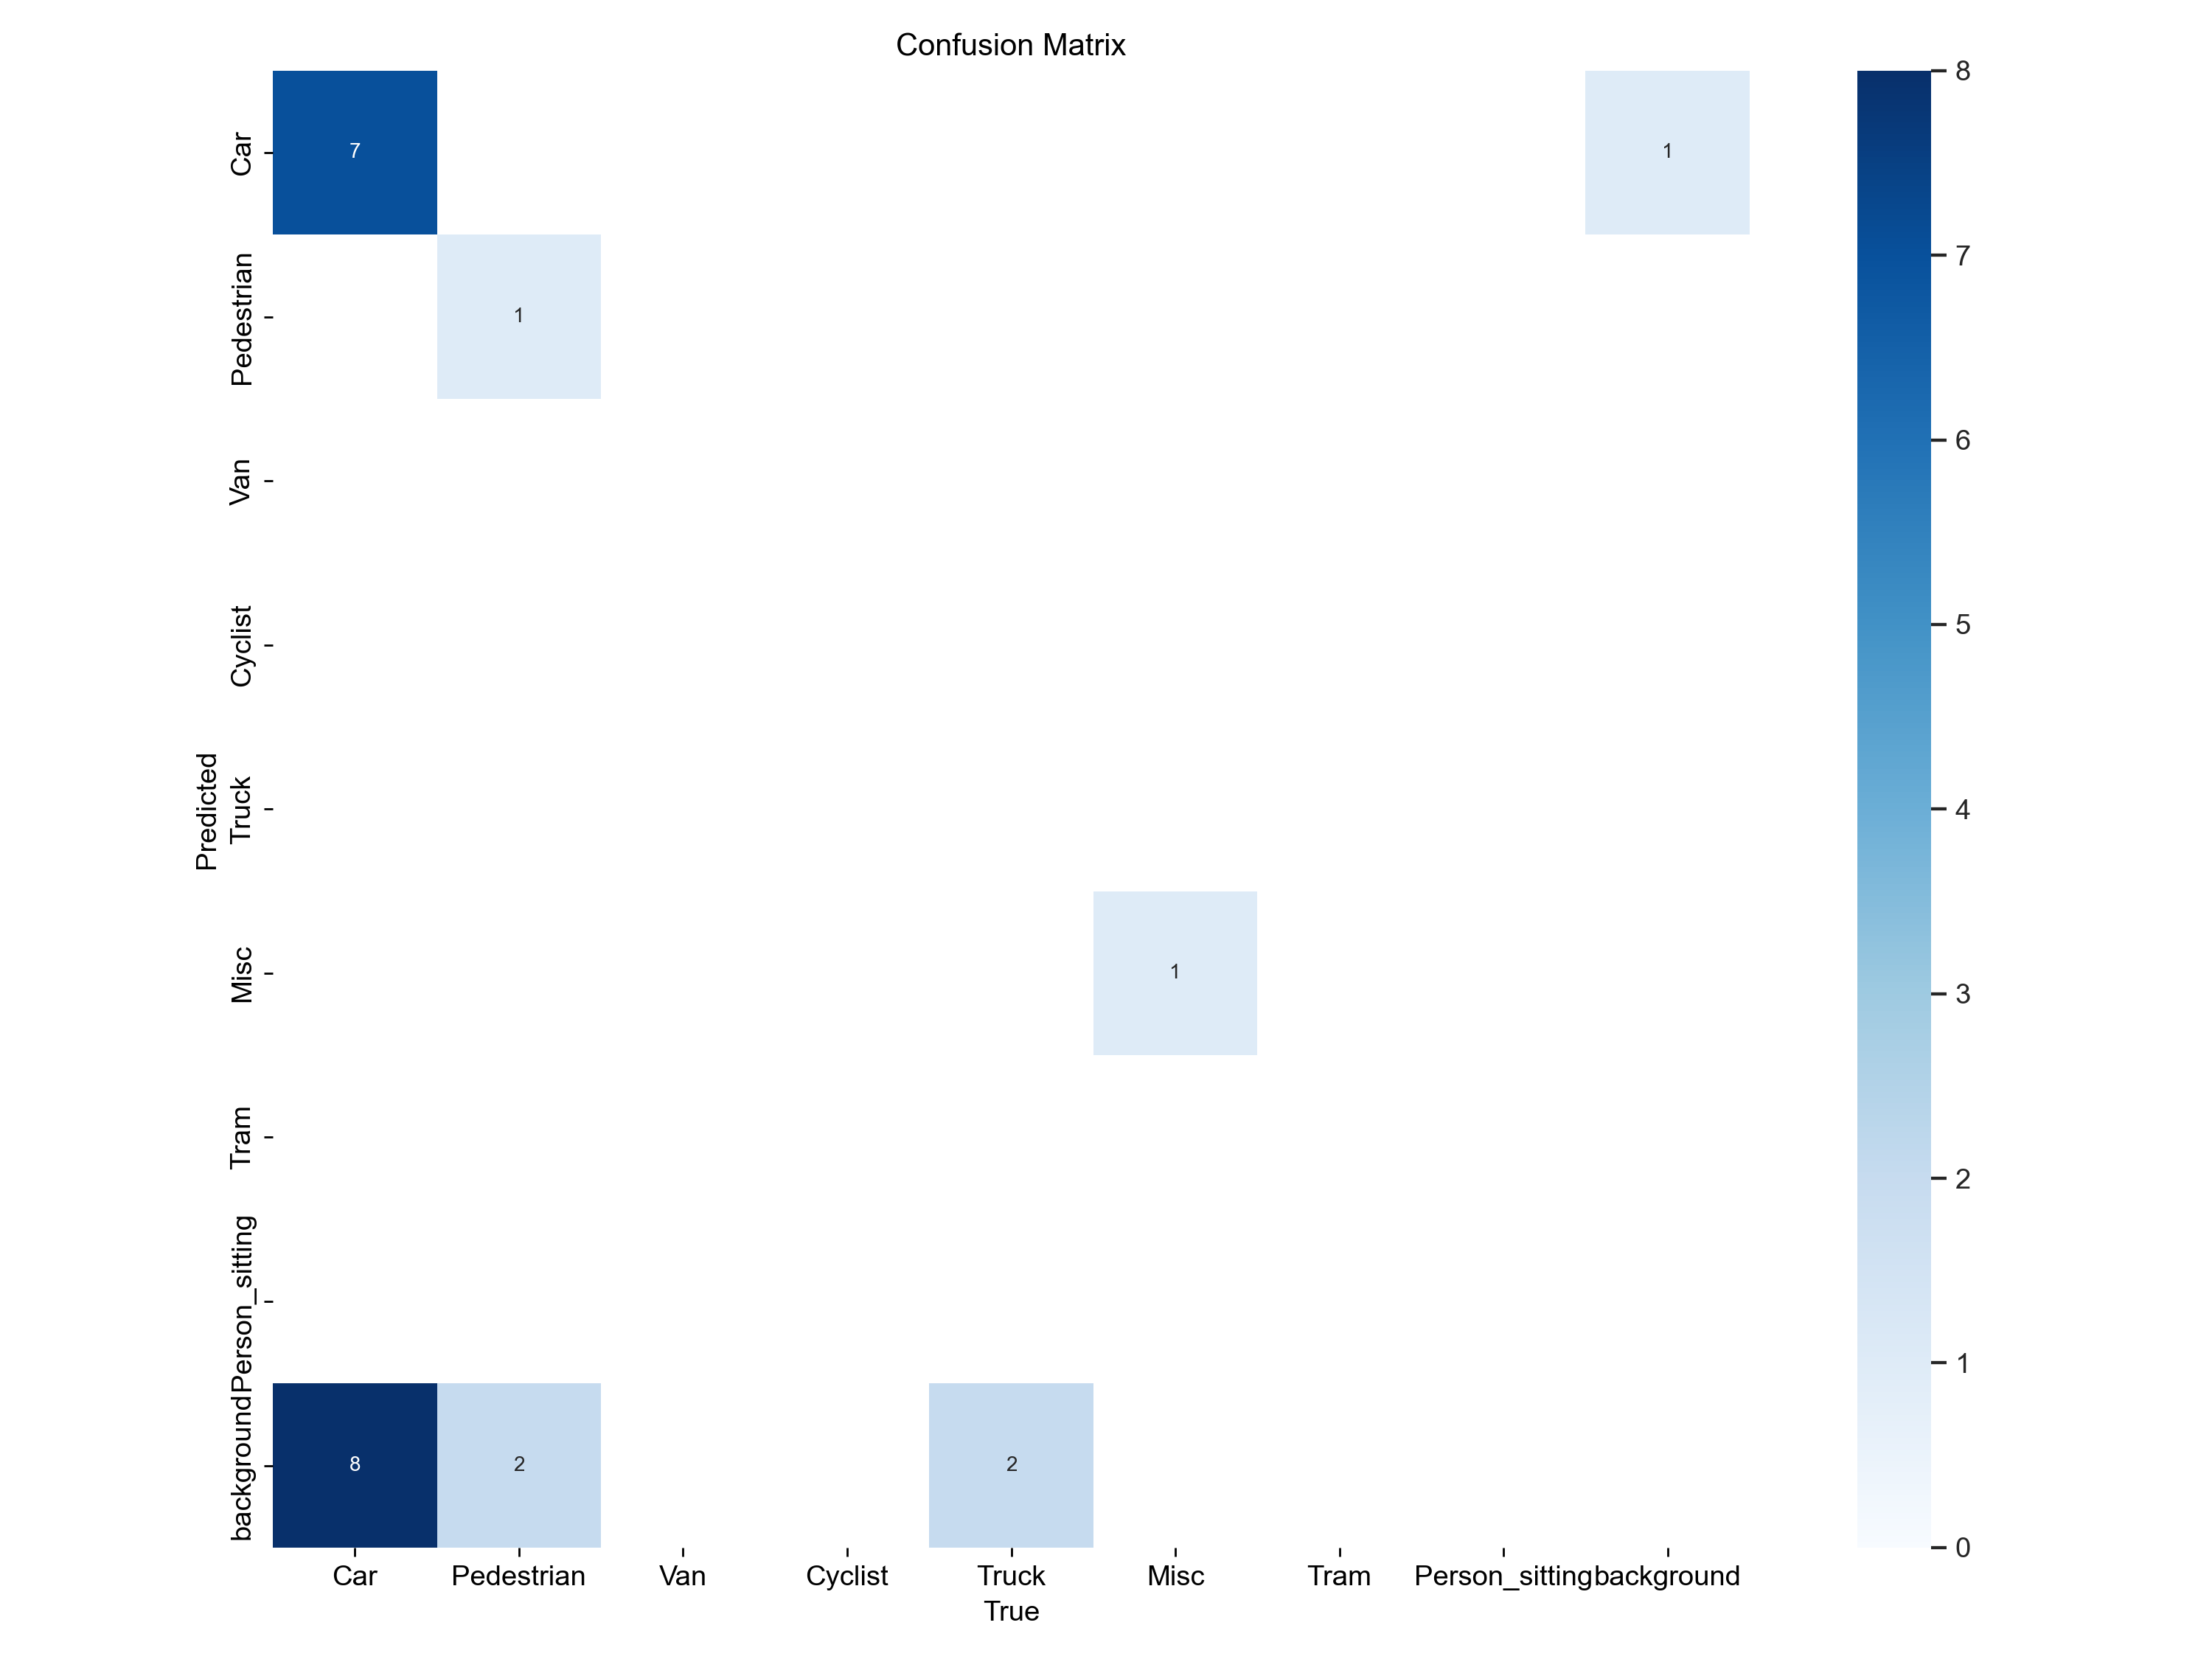 Confusion Matrix
Car
7
1
8
7
Pedestrian
1
6
Van
5
Cyclist
Predicted
Truck
4
Misc
1
3
Tram
2
Person_sitting
1
background
8
2
2
0
Car Pedestrian Van Cyclist Truck Misc Tram Person_sitting background
True